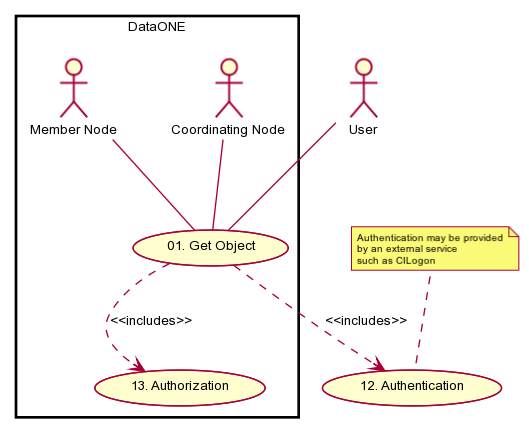 DataONE
Member Node
Coordinating Node
User
01. Get Object
Authentication may be provided
by an external service
such as CILogon
<<includes>>
<<includes>>
13. Authorization
12. Authentication